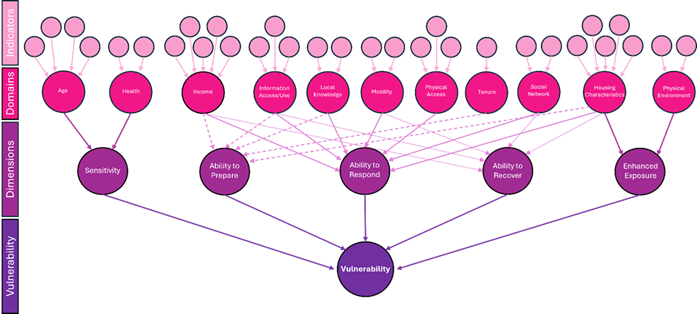 Indicators
Domains
Dimensions
Vulnerability
Age
Health
Income
Information
Access/Use
Local
Knowledge
Mobility
Physical
Access
Tenure
Social
Network
Housing
Characteristics
Physical
Environment
Sensitivity
Ability to
Prepare
Ability to
Respond
Ability to
Recover
Enhanced
Exposure
Vulnerability